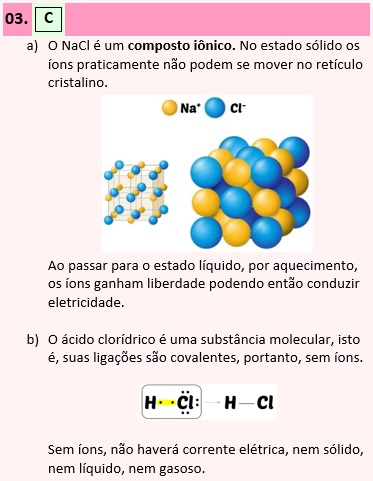 03. C
a) O NaCl é um composto iônico. No estado sólido os
íons praticamente não podem se mover no retículo
cristalino.
Na⁺ Cl⁻
Ao passar para o estado líquido, por aquecimento,
os íons ganham liberdade podendo então conduzir
eletricidade.
b) O ácido clorídrico é uma substância molecular, isto
é, suas ligações são covalentes, portanto, sem íons.
H · · Cl : → H — Cl
Sem íons, não haverá corrente elétrica, nem sólido,
nem líquido, nem gasoso.